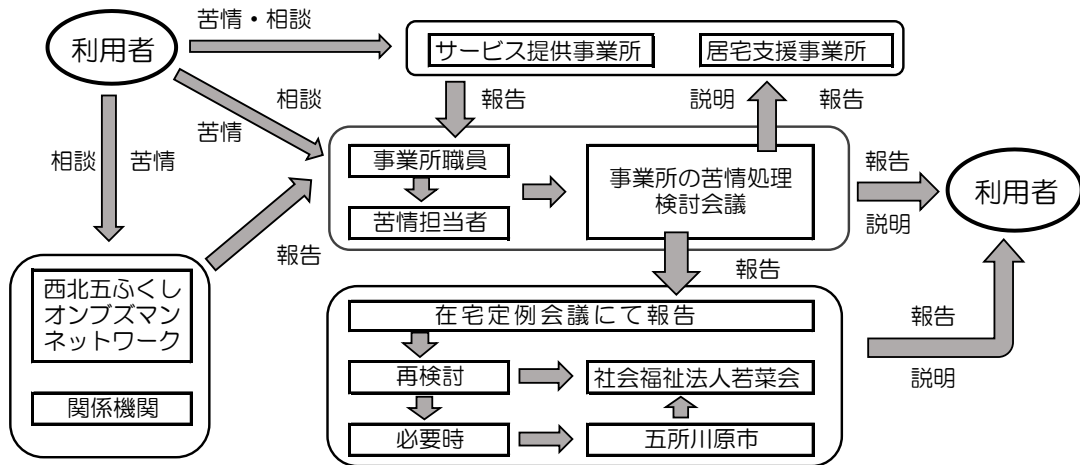 苦情・相談
利用者
サービス提供事業所
居宅支援事業所
相談
苦情
報告
説明
報告
相談
苦情
事業所職員
苦情担当者
事業所の苦情処理
検討会議
報告
説明
利用者
報告
報告
西北五ふくし
オンブズマン
ネットワーク
関係機関
在宅定例会議にて報告
再検討
社会福祉法人若菜会
必要時
五所川原市
報告
説明